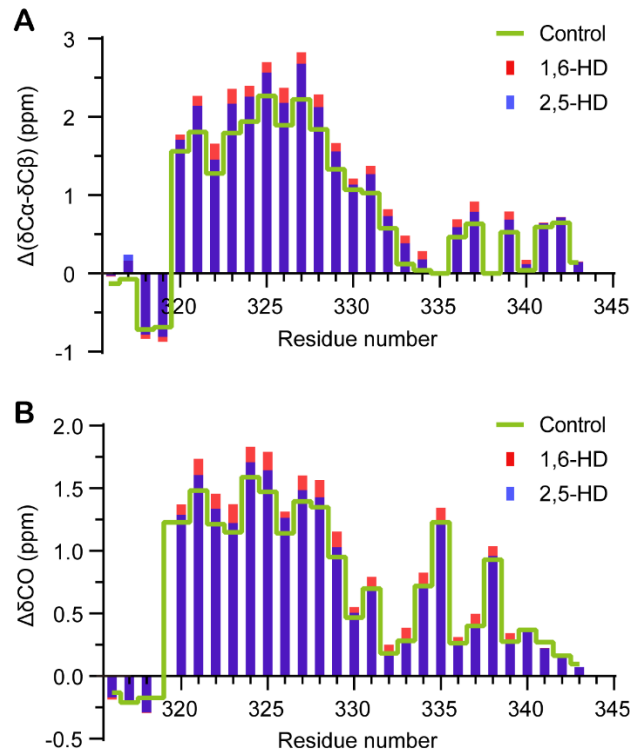 A
Control
1,6-HD
2,5-HD
Δ(δCα-δCβ) (ppm)
3
2
1
0
-1
320
325
330
335
340
345
Residue number
B
Control
1,6-HD
2,5-HD
ΔδCO (ppm)
2.0
1.5
1.0
0.5
0.0
-0.5
320
325
330
335
340
345
Residue number